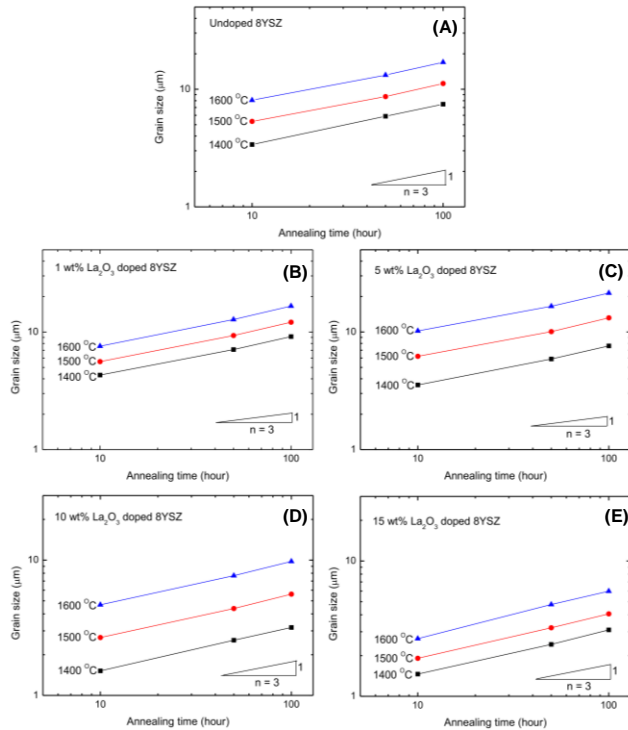 Undoped 8YSZ
(A)
Grain size (μm)
10
1
1600 °C
1500 °C
1400 °C
1
n = 3
10
100
Annealing time (hour)
1 wt% La₂O₃ doped 8YSZ
(B)
Grain size (μm)
10
1
1600 °C
1500 °C
1400 °C
1
n = 3
10
100
Annealing time (hour)
5 wt% La₂O₃ doped 8YSZ
(C)
Grain size (μm)
10
1
1600 °C
1500 °C
1400 °C
1
n = 3
10
100
Annealing time (hour)
10 wt% La₂O₃ doped 8YSZ
(D)
Grain size (μm)
10
1
1600 °C
1500 °C
1400 °C
1
n = 3
10
100
Annealing time (hour)
15 wt% La₂O₃ doped 8YSZ
(E)
Grain size (μm)
10
1
1600 °C
1500 °C
1400 °C
1
n = 3
10
100
Annealing time (hour)